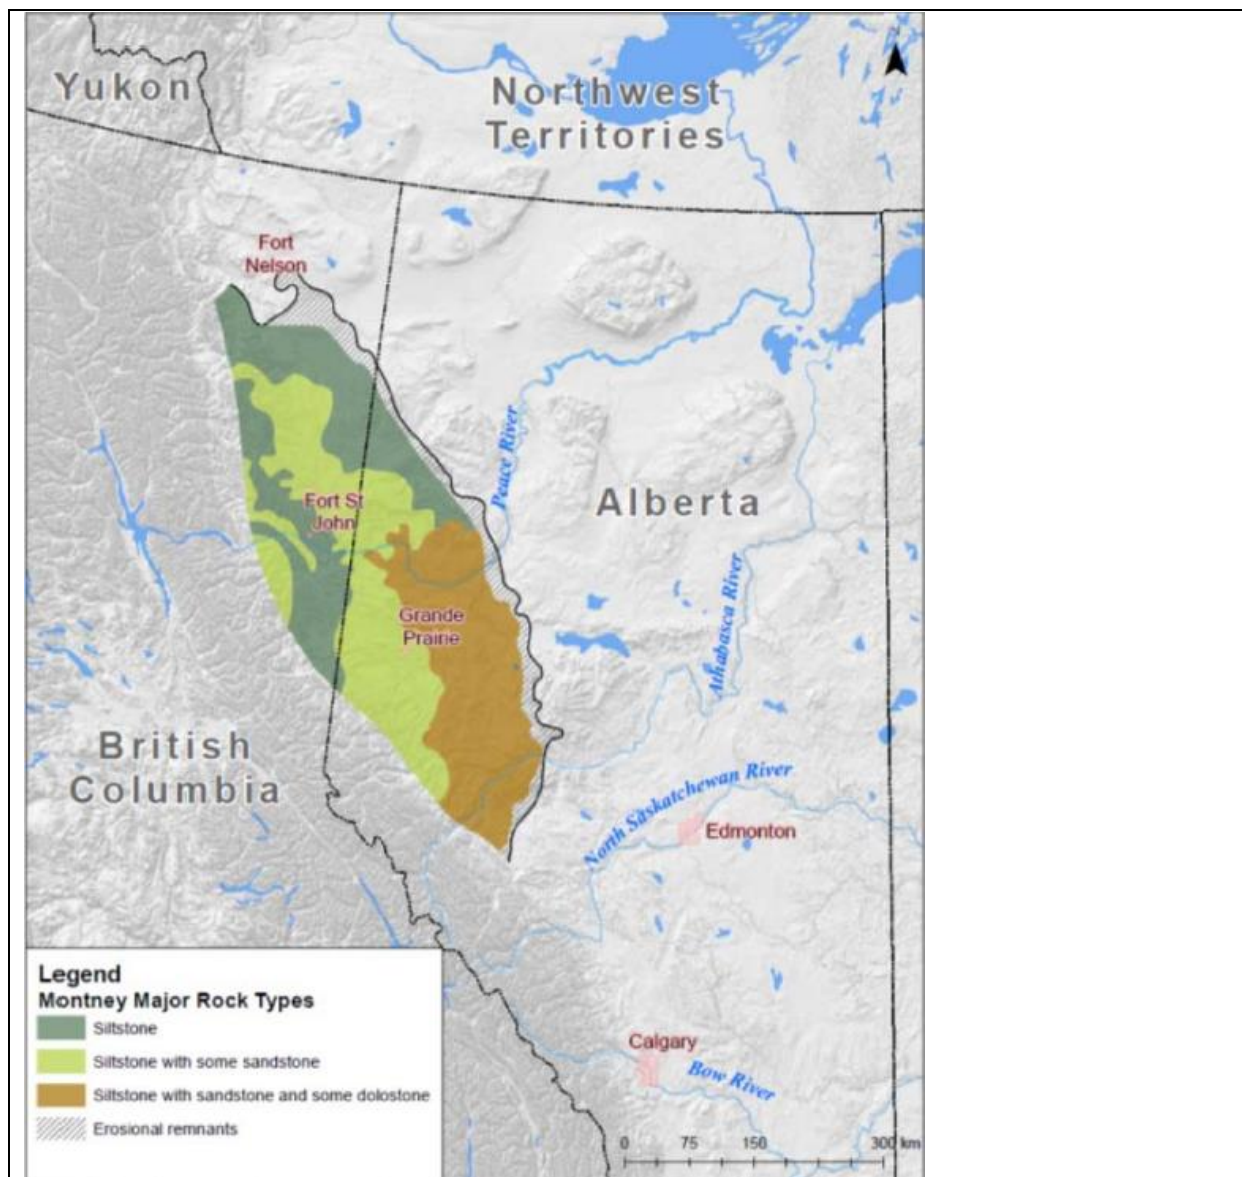 Yukon
Northwest
Territories
Fort
Nelson
Peace River
Fort St
John
Alberta
Grande
Prairie
Athabasca River
British
Columbia
North Saskatchewan River
Edmonton
Calgary
Bow River
Legend
Montney Major Rock Types
Siltstone
Siltstone with some sandstone
Siltstone with sandstone and some dolostone
Erosional remnants
0 75 150 300 km